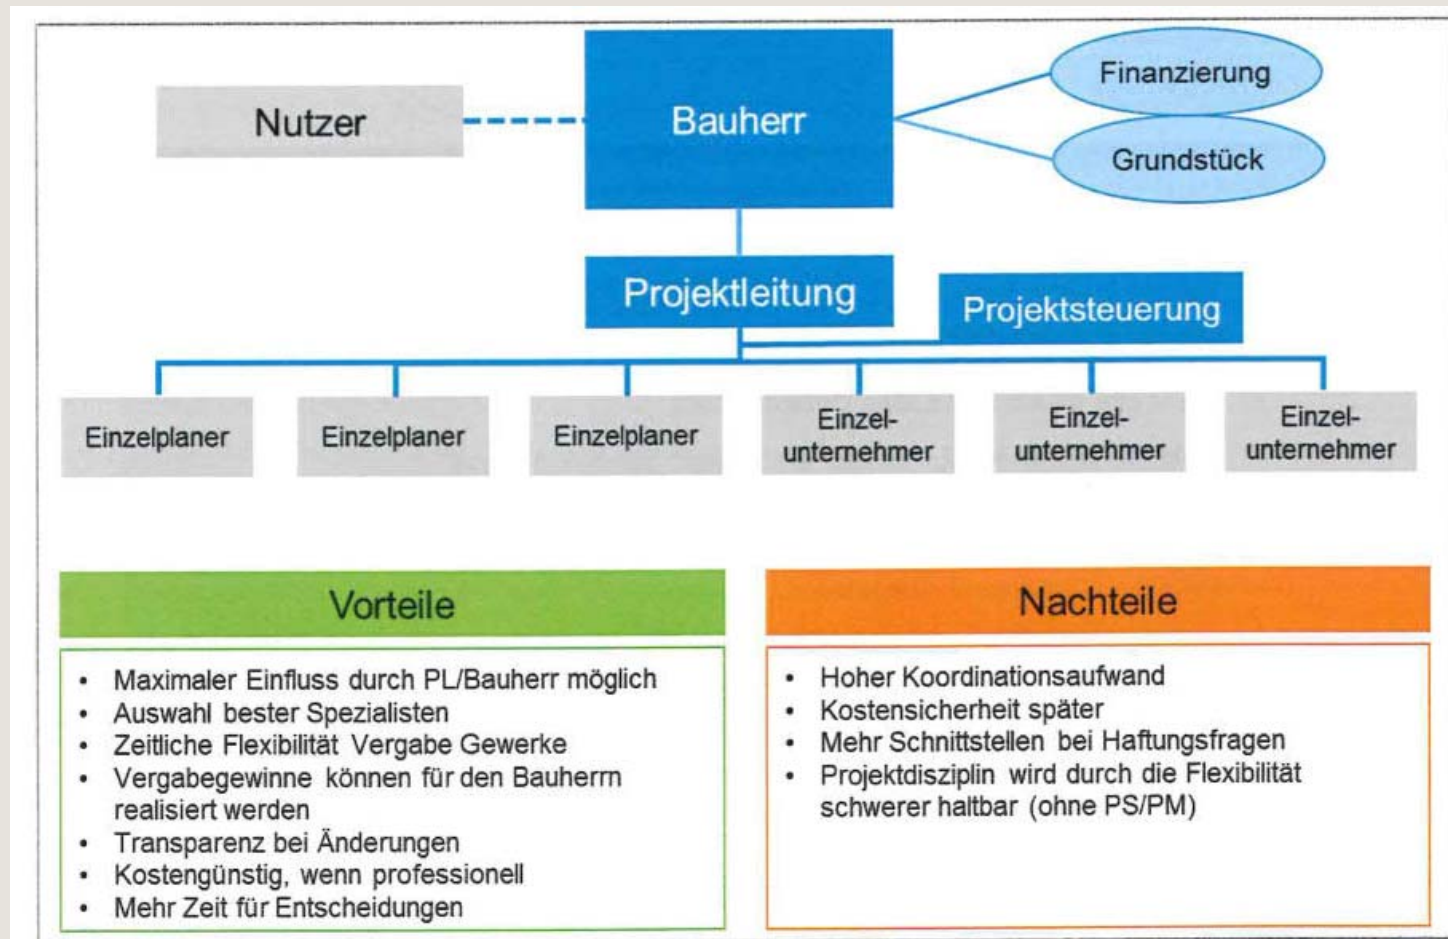 Nutzer
Bauherr
Finanzierung
Grundstück
Projektleitung
Projektsteuerung
Einzelplaner
Einzelplaner
Einzelplaner
Einzel-
unternehmer
Einzel-
unternehmer
Einzel-
unternehmer
Vorteile
• Maximaler Einfluss durch PL/Bauherr möglich
• Auswahl bester Spezialisten
• Zeitliche Flexibilität Vergabe Gewerke
• Vergabegewinne können für den Bauherrn
realisiert werden
• Transparenz bei Änderungen
• Kostengünstig, wenn professionell
• Mehr Zeit für Entscheidungen
Nachteile
• Hoher Koordinationsaufwand
• Kostensicherheit später
• Mehr Schnittstellen bei Haftungsfragen
• Projektdisziplin wird durch die Flexibilität
schwerer haltbar (ohne PS/PM)